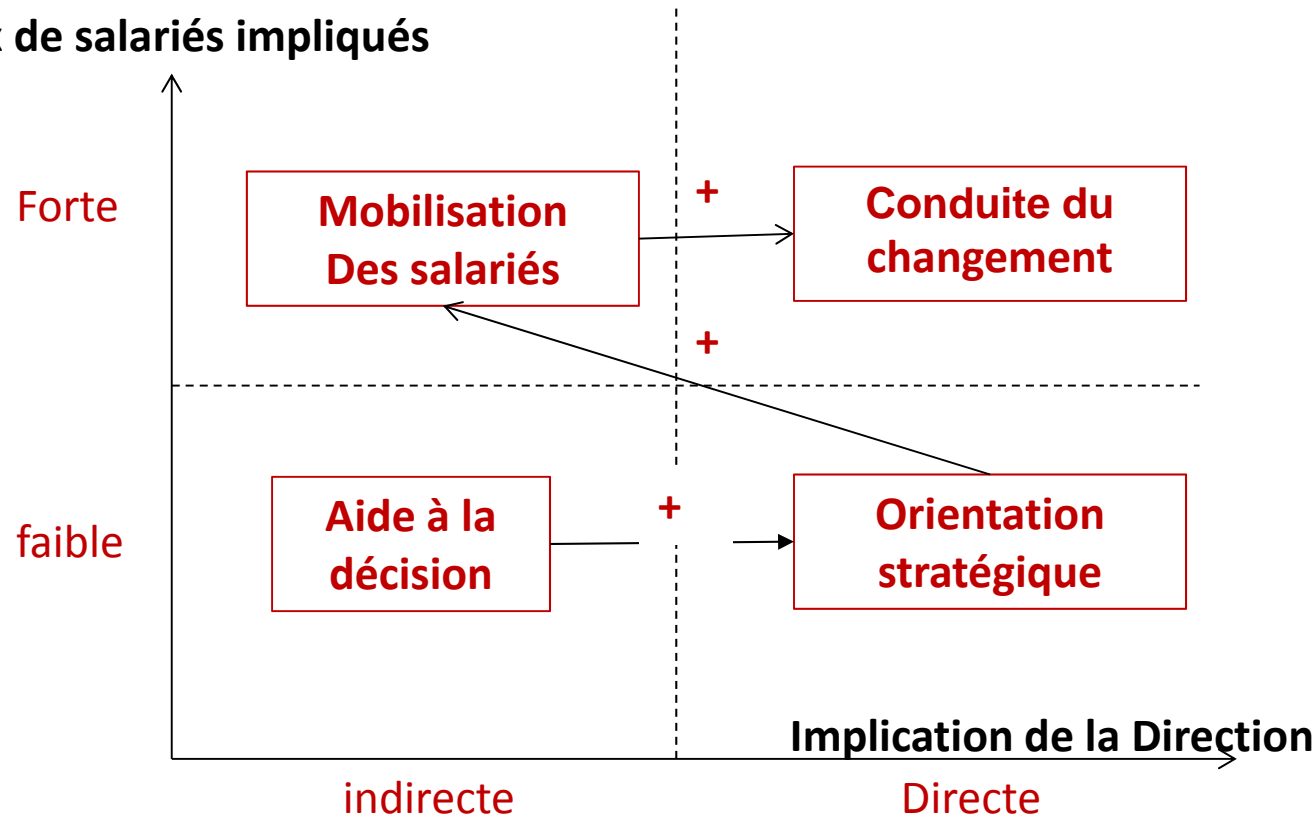 de salariés impliqués
Forte
Mobilisation
Des salariés
+
Conduite du
changement
+
faible
Aide à la
décision
+
Orientation
stratégique
Implication de la Direction
indirecte
Directe